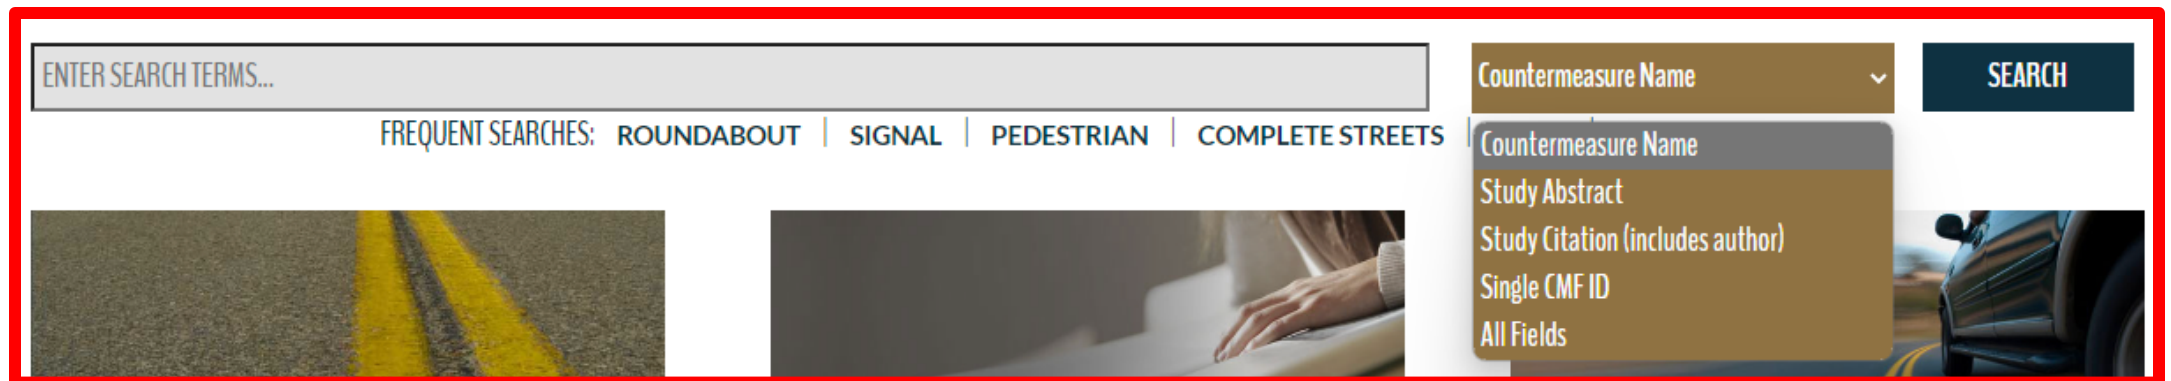 ENTER SEARCH TERMS...
Countermeasure Name
SEARCH
FREQUENT SEARCHES: ROUNDABOUT | SIGNAL | PEDESTRIAN | COMPLETE STREETS |
Countermeasure Name
Study Abstract
Study Citation (includes author)
Single CMF ID
All Fields